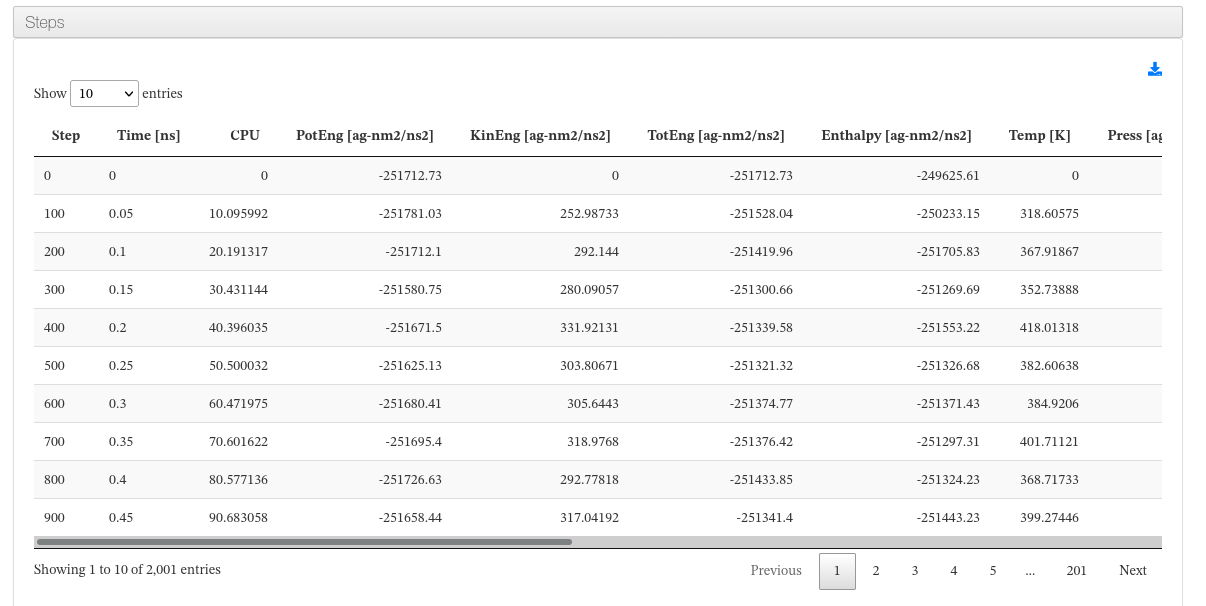 Steps
Show 10 entries
Step Time [ns] CPU PotEng [ag-nm2/ns2] KinEng [ag-nm2/ns2] TotEng [ag-nm2/ns2] Enthalpy [ag-nm2/ns2] Temp [K] Press [ag
0 0 0 -251712.73 0 -251712.73 -249625.61 0
100 0.05 10.095992 -251781.03 252.98733 -251528.04 -250233.15 318.60575
200 0.1 20.191317 -251712.1 292.144 -251419.96 -251705.83 367.91867
300 0.15 30.431144 -251580.75 280.09057 -251300.66 -251269.69 352.73888
400 0.2 40.396035 -251671.5 331.92131 -251339.58 -251553.22 418.01318
500 0.25 50.500032 -251625.13 303.80671 -251321.32 -251326.68 382.60638
600 0.3 60.471975 -251680.41 305.6443 -251374.77 -251371.43 384.9206
700 0.35 70.601622 -251695.4 318.9768 -251376.42 -251297.31 401.71121
800 0.4 80.577136 -251726.63 292.77818 -251433.85 -251324.23 368.71733
900 0.45 90.683058 -251658.44 317.04192 -251341.4 -251443.23 399.27446
Showing 1 to 10 of 2,001 entries Previous 1 2 3 4 5 ... 201 Next